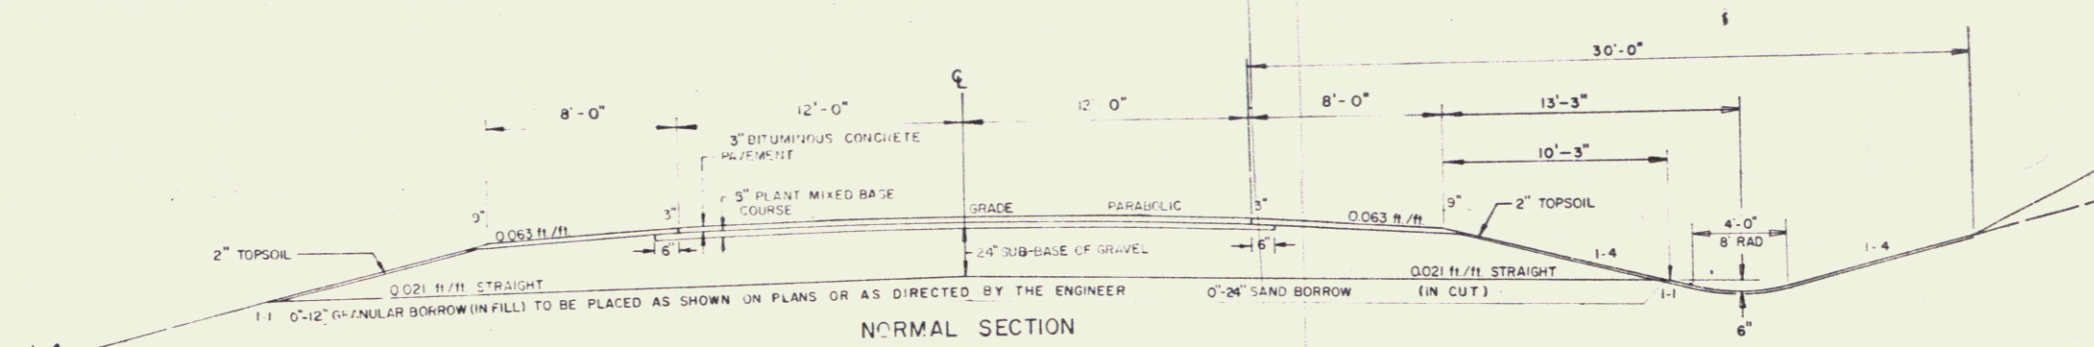 30'-0"
℄
8'-0"
12'-0"
12'-0"
8'-0"
13'-3"
3" BITUMINOUS CONCRETE
PAVEMENT
10'-3"
5" PLANT MIXED BASE
COURSE
9"
3"
GRADE
PARABOLIC
3"
9"
2" TOPSOIL
0.063 ft./ft.
0.063 ft./ft.
4'-0"
8' RAD
2" TOPSOIL
6"
24" SUB-BASE OF GRAVEL
6"
1-4
1-4
0.021 ft./ft. STRAIGHT
0.021 ft./ft. STRAIGHT
1-1 0"-12" GRANULAR BORROW (IN FILL) TO BE PLACED AS SHOWN ON PLANS OR AS DIRECTED BY THE ENGINEER
0"-24" SAND BORROW (IN CUT)
1-1
6"
NORMAL SECTION